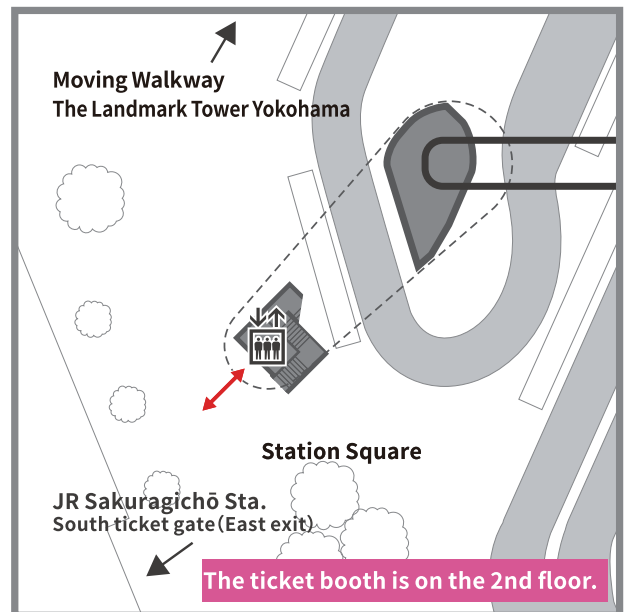 Moving Walkway
The Landmark Tower Yokohama
Station Square
JR Sakuragichō Sta.
South ticket gate(East exit)
The ticket booth is on the 2nd floor.